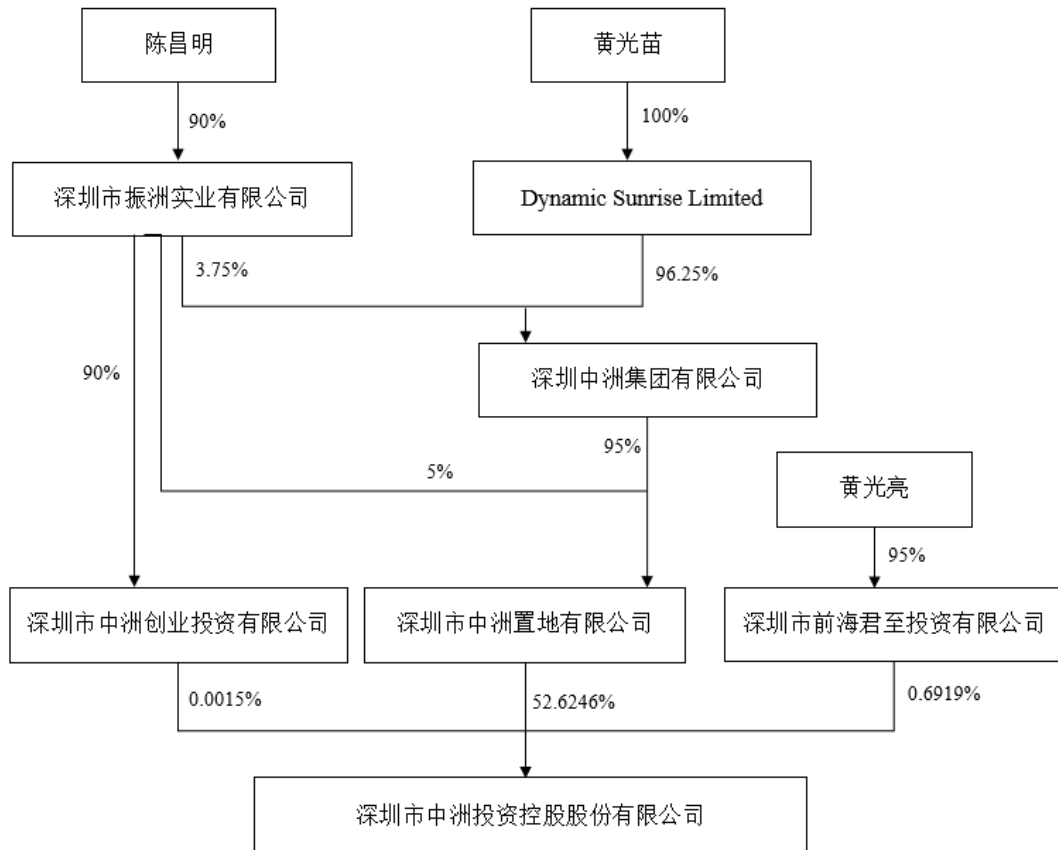 陈昌明
黄光苗
90%
100%
深圳市振洲实业有限公司
Dynamic Sunrise Limited
3.75%
96.25%
深圳中洲集团有限公司
90%
95%
5%
黄光亮
95%
深圳市中洲创业投资有限公司
深圳市中洲置地有限公司
深圳市前海君至投资有限公司
0.0015%
52.6246%
0.6919%
深圳市中洲投资控股股份有限公司